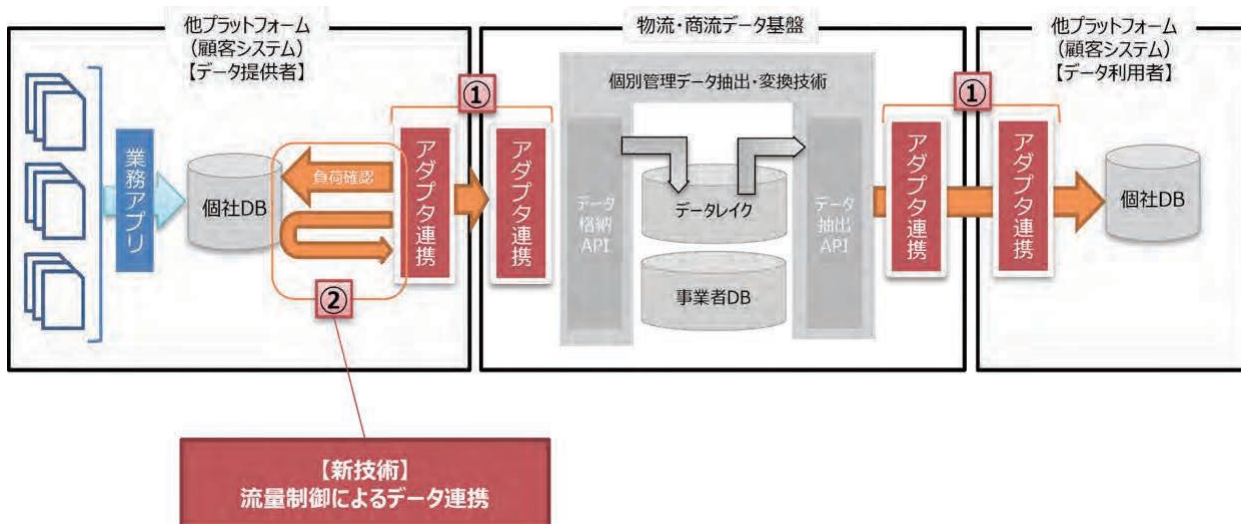 他プラットフォーム
(顧客システム)
【データ提供者】
業務アプリ
個社DB
負荷確認
②
アダプタ連携
①
物流・商流データ基盤
アダプタ連携
個別管理データ抽出・変換技術
データ
格納
API
データレイク
事業者DB
データ
抽出
API
アダプタ連携
①
他プラットフォーム
(顧客システム)
【データ利用者】
アダプタ連携
個社DB
【新技術】
流量制御によるデータ連携